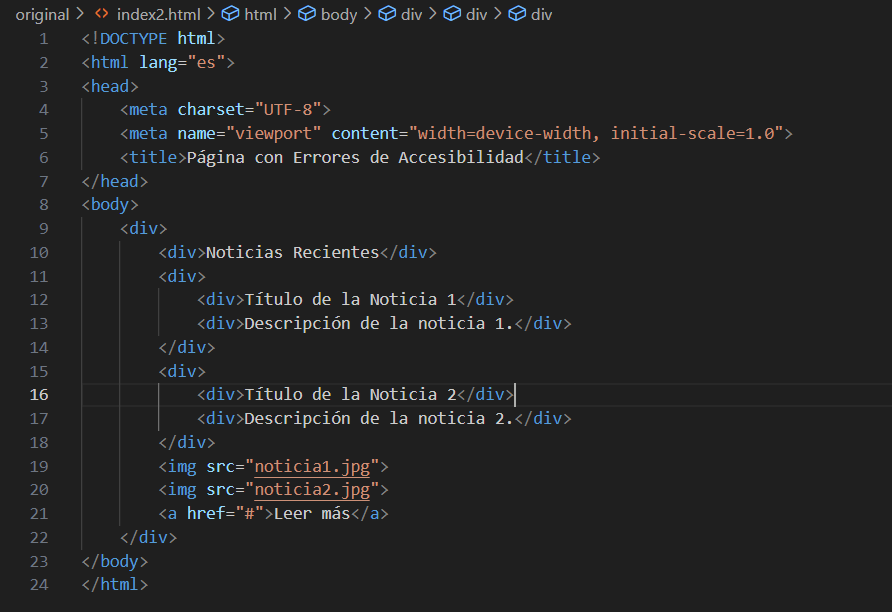 original > index2.html > html > body > div > div > div
1 <!DOCTYPE html>
2 <html lang="es">
3 <head>
4     <meta charset="UTF-8">
5     <meta name="viewport" content="width=device-width, initial-scale=1.0">
6     <title>Página con Errores de Accesibilidad</title>
7 </head>
8 <body>
9     <div>
10         <div>Noticias Recientes</div>
11         <div>
12             <div>Título de la Noticia 1</div>
13             <div>Descripción de la noticia 1.</div>
14         </div>
15         <div>
16             <div>Título de la Noticia 2</div>
17             <div>Descripción de la noticia 2.</div>
18         </div>
19         <img src="noticia1.jpg">
20         <img src="noticia2.jpg">
21         <a href="#">Leer más</a>
22     </div>
23 </body>
24 </html>